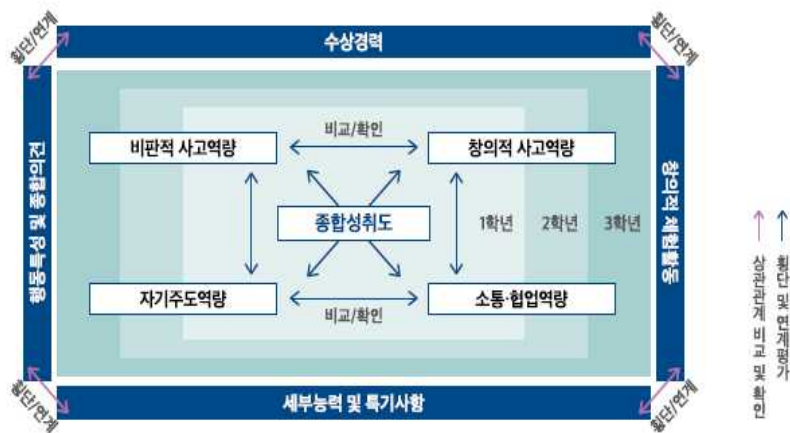 횡단/연계
수상경력
횡단/연계
행동특성 및 종합의견
비판적 사고역량
비교/확인
창의적 사고역량
종합성취도
1학년
2학년
3학년
자기주도역량
비교/확인
소통·협업역량
창의적 체험활동
횡단/연계
세부능력 및 특기사항
횡단/연계
횡단 및 연계평가
상관관계 비교 및 확인